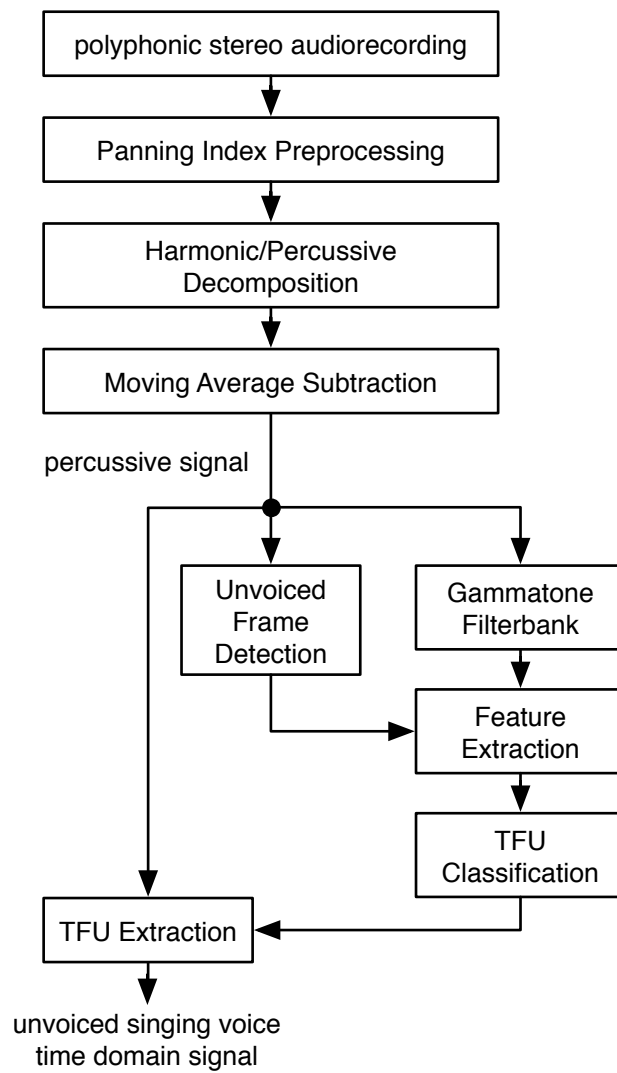 polyphonic stereo audiorecording
Panning Index Preprocessing
Harmonic/Percussive
Decomposition
Moving Average Subtraction
percussive signal
Unvoiced
Frame
Detection
Gammatone
Filterbank
Feature
Extraction
TFU
Classification
TFU Extraction
unvoiced singing voice
time domain signal